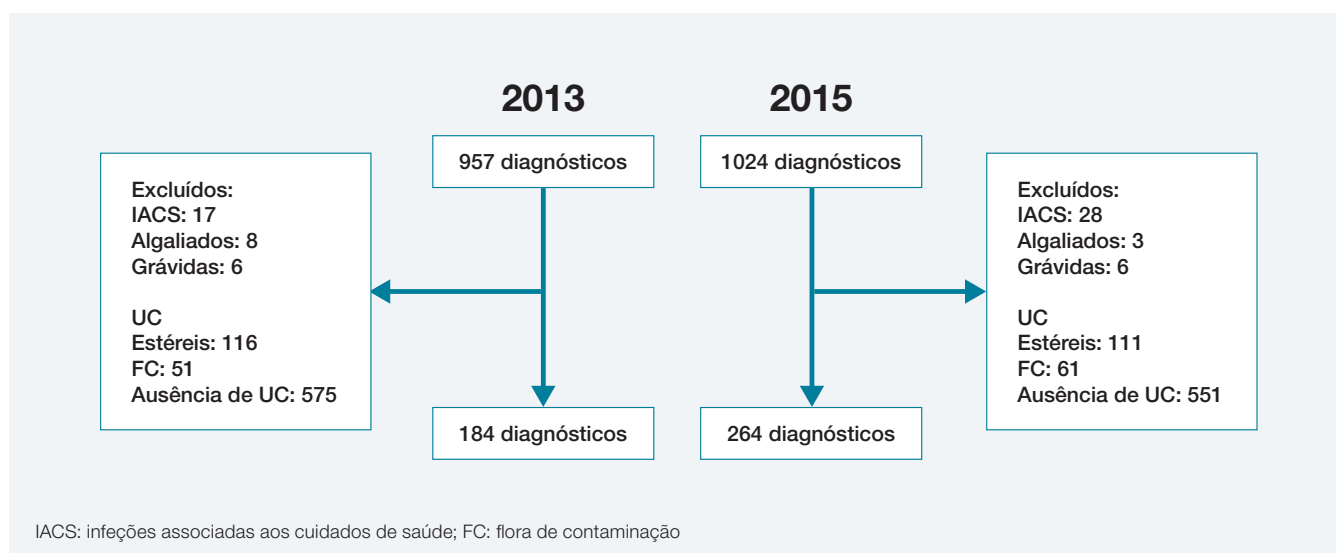 2013
957 diagnósticos
Excluídos:
IACS: 17
Algaliados: 8
Grávidas: 6
UC
Estéreis: 116
FC: 51
Ausência de UC: 575
184 diagnósticos
2015
1024 diagnósticos
Excluídos:
IACS: 28
Algaliados: 3
Grávidas: 6
UC
Estéreis: 111
FC: 61
Ausência de UC: 551
264 diagnósticos
IACS: infeções associadas aos cuidados de saúde; FC: flora de contaminação